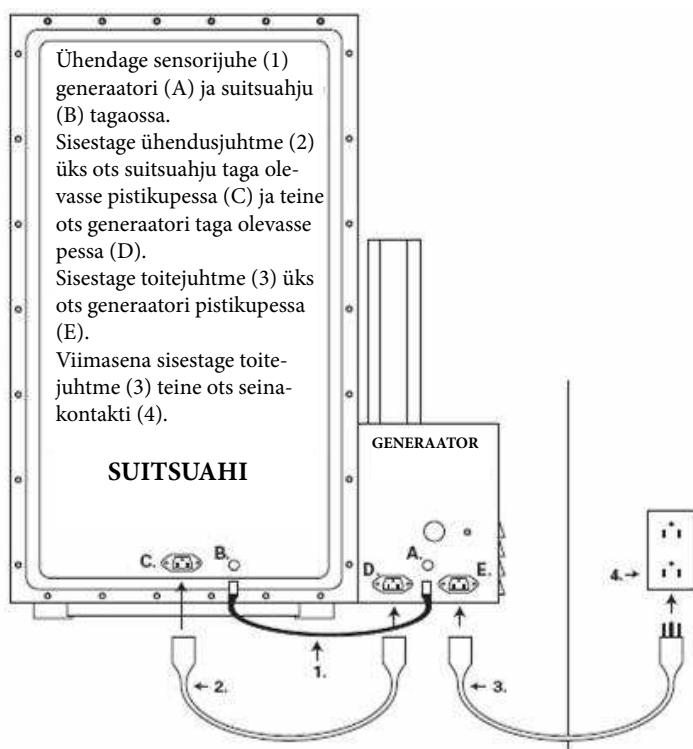 Ühendage sensorijuhe (1)
generaatori (A) ja suitsuahju
(B) tagaossa.
Sisestage ühendusjuhtme (2)
üks ots suitsuahju taga ole-
vasse pistikupessa (C) ja teine
ots generaatori taga olevasse
pessa (D).
Sisestage toitejuhtme (3) üks
ots generaatori pistikupessa
(E).
Viimasena sisestage toite-
juhtme (3) teine ots seina-
kontakti (4).
SUITSUAHI
GENERAATOR
C.
B.
D.
A.
E.
4.
1.
2.
3.